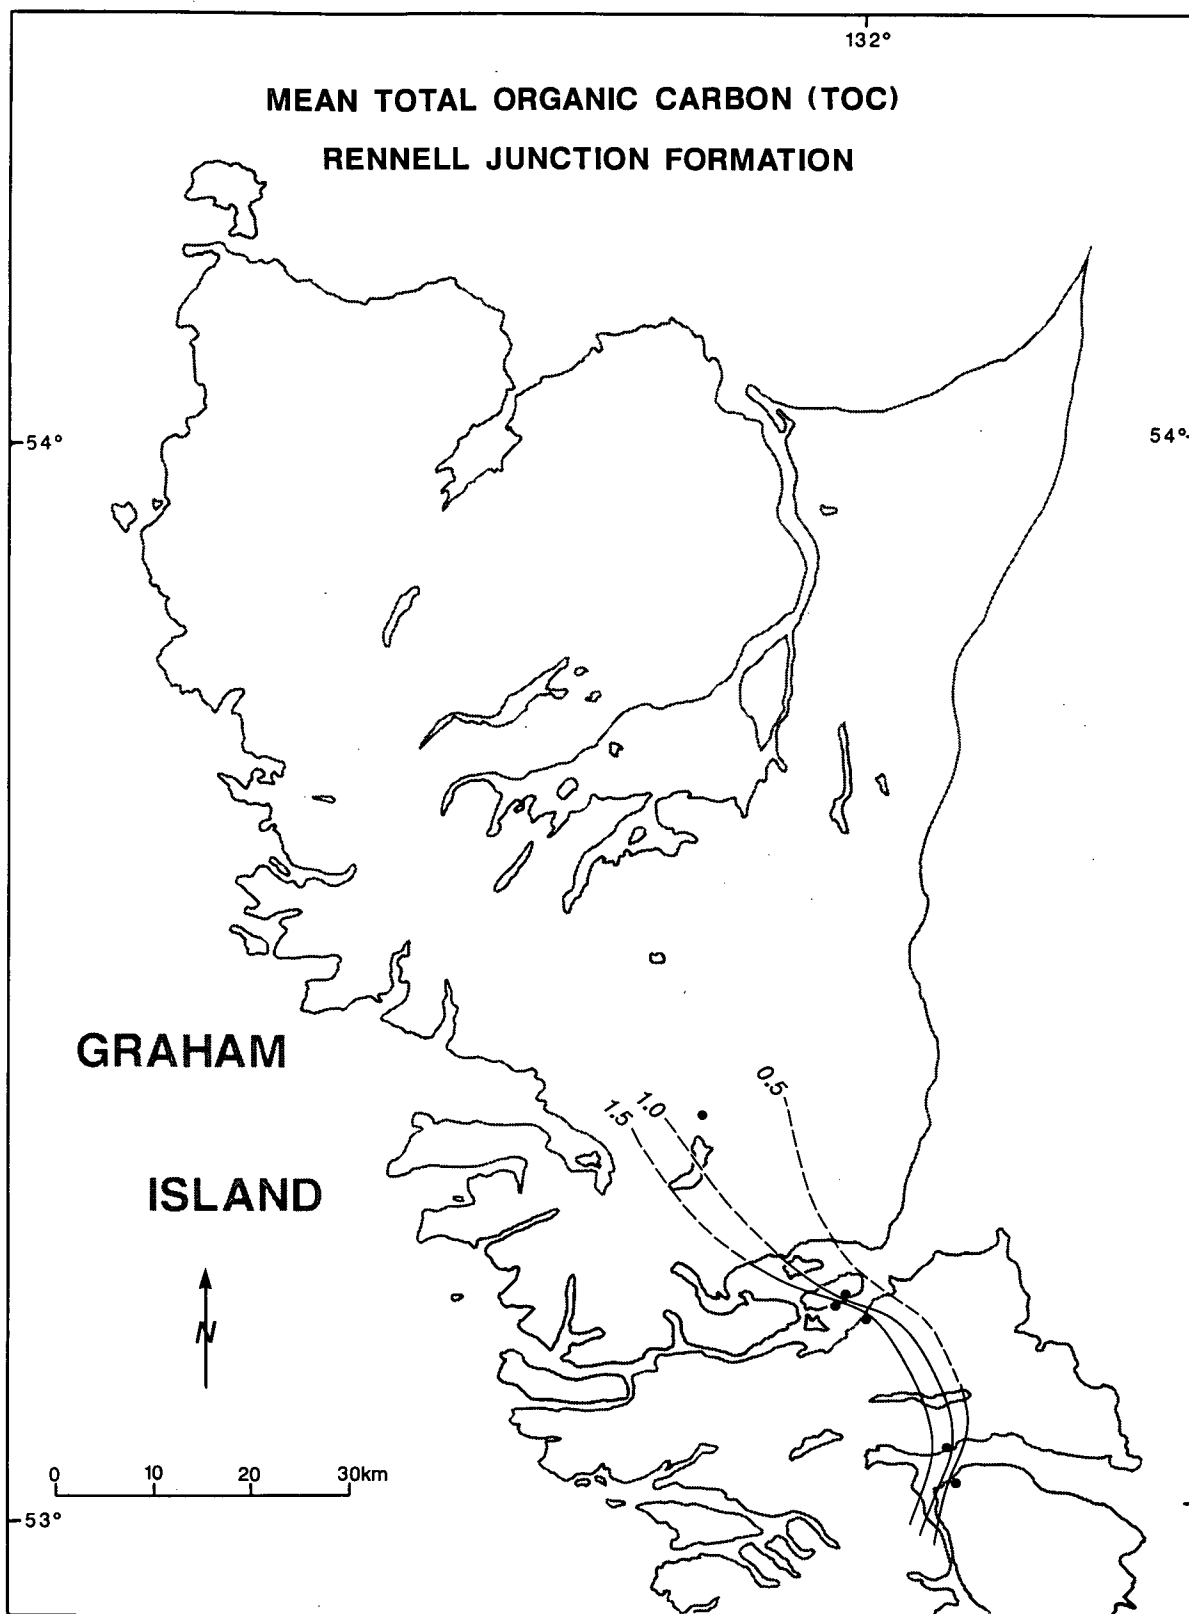 132°
MEAN TOTAL ORGANIC CARBON (TOC)
RENNELL JUNCTION FORMATION
54°
54°
GRAHAM
0.5
1.0
1.5
ISLAND
N
0 10 20 30km
53°